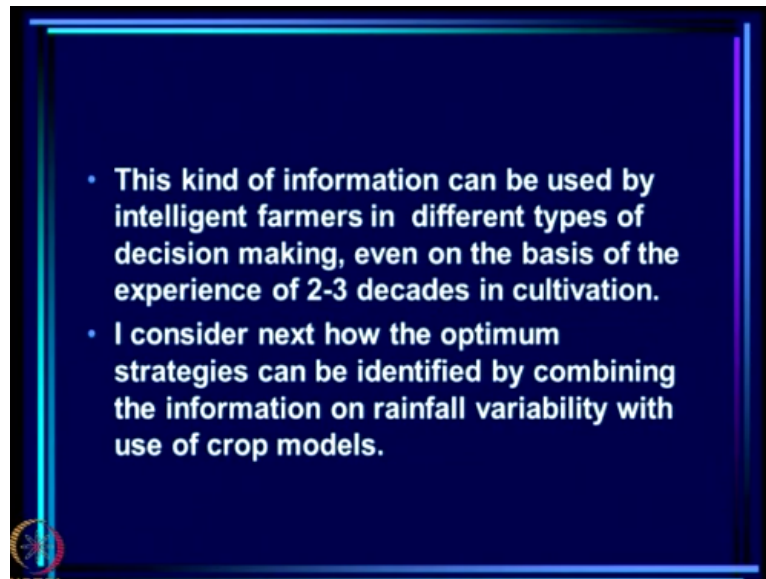 • This kind of information can be used by
intelligent farmers in different types of
decision making, even on the basis of the
experience of 2-3 decades in cultivation.
• I consider next how the optimum
strategies can be identified by combining
the information on rainfall variability with
use of crop models.